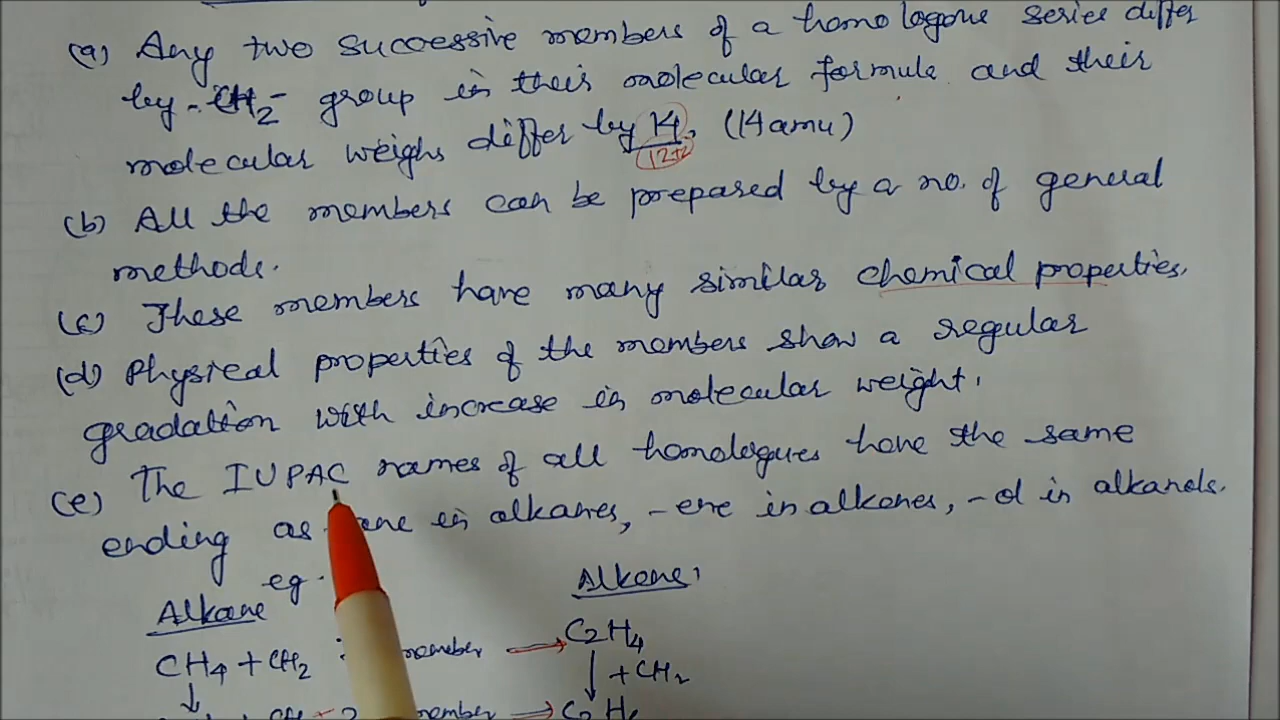 (a) Any two successive members of a homologous series differ
by -CH2- group in their molecular formula and their
molecular weighs differ by 14. (14amu)
12+2
(b) All the members can be prepared by a no. of general
methods.
(c) These members have many similar chemical properties.
(d) Physical properties of the members show a regular
gradation with increase in molecular weight.
(e) The IUPAC names of all homologues have the same
ending as ane in alkanes, -ene in alkenes, -ol in alkanols.
eg.
Alkane Alkene
CH4 + CH2 member → C2H4
↓ ↓ + CH2
member →